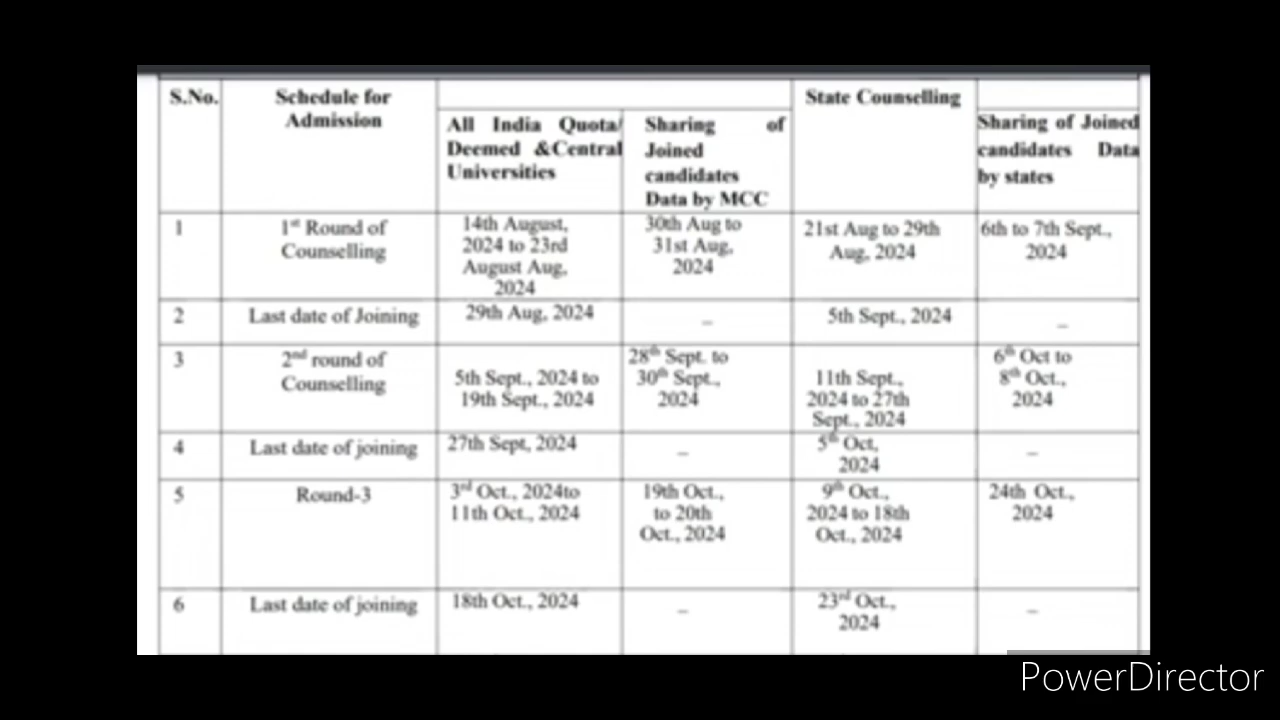 S.No.
Schedule for
Admission
All India Quota/
Deemed &Central
Universities
Sharing of
Joined
candidates
Data by MCC
State Counselling
Sharing of Joined
candidates Data
by states
1
1st Round of
Counselling
14th August,
2024 to 23rd
August Aug,
2024
30th Aug to
31st Aug,
2024
21st Aug to 29th
Aug, 2024
6th to 7th Sept.,
2024
2
Last date of Joining
29th Aug, 2024
–
5th Sept., 2024
–
3
2nd round of
Counselling
5th Sept., 2024 to
19th Sept., 2024
28th Sept. to
30th Sept.,
2024
11th Sept.,
2024 to 27th
Sept., 2024
6th Oct to
8th Oct.,
2024
4
Last date of joining
27th Sept, 2024
–
5th Oct,
2024
–
5
Round-3
3rd Oct., 2024to
11th Oct., 2024
19th Oct.,
to 20th
Oct., 2024
9th Oct.,
2024 to 18th
Oct., 2024
24th Oct.,
2024
6
Last date of joining
18th Oct., 2024
–
23rd Oct.,
2024
–
PowerDirector